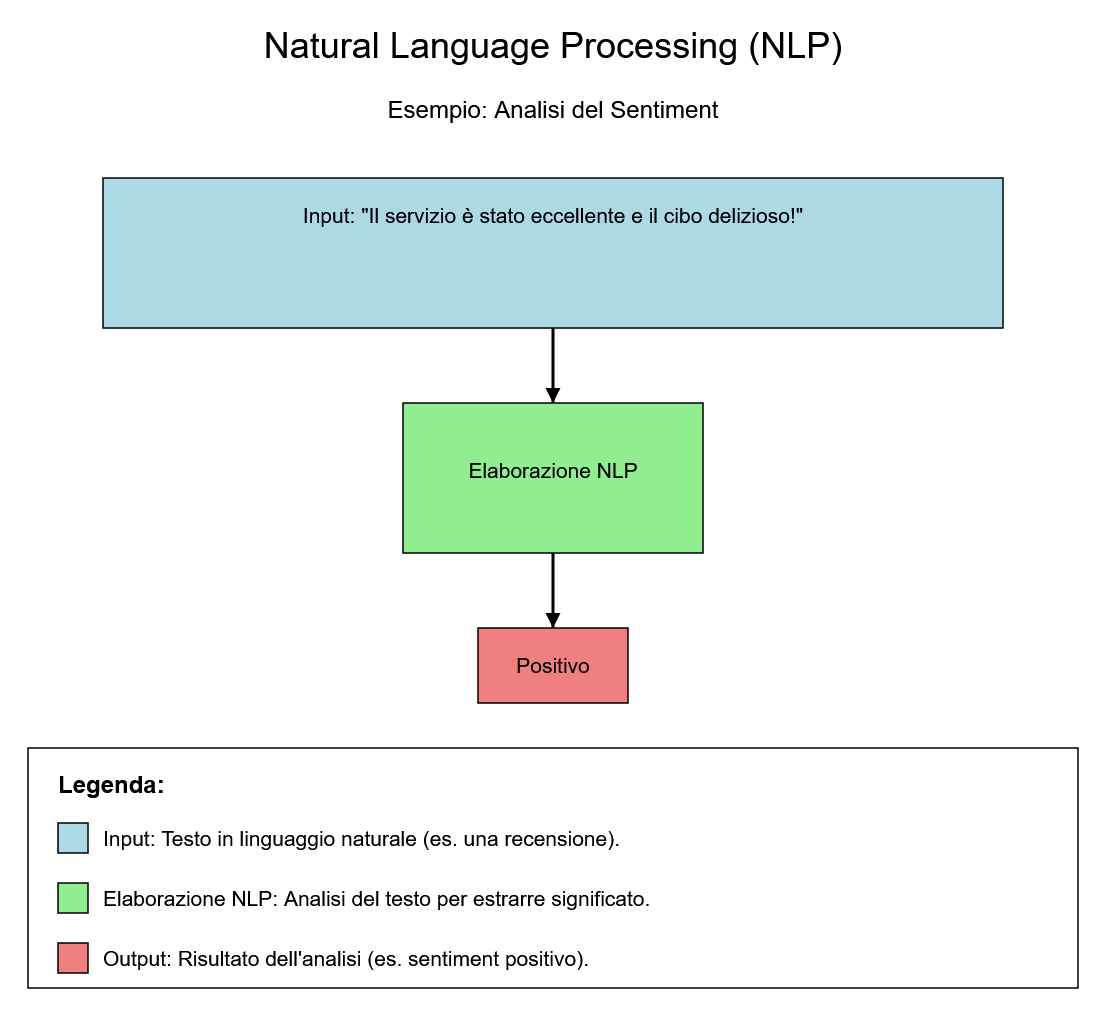 Natural Language Processing (NLP)
Esempio: Analisi del Sentiment
Input: "Il servizio è stato eccellente e il cibo delizioso!"
Elaborazione NLP
Positivo
Legenda:
Input: Testo in linguaggio naturale (es. una recensione).
Elaborazione NLP: Analisi del testo per estrarre significato.
Output: Risultato dell'analisi (es. sentiment positivo).